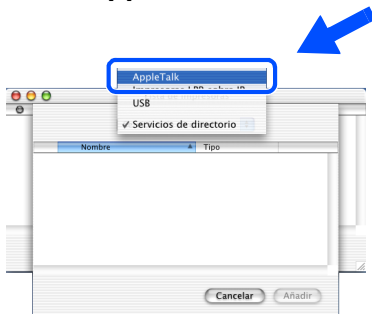 AppleTalk
Impresoras LPR sobre IP
USB
✓ Servicios de directorio
Nombre Tipo
Cancelar Añadir